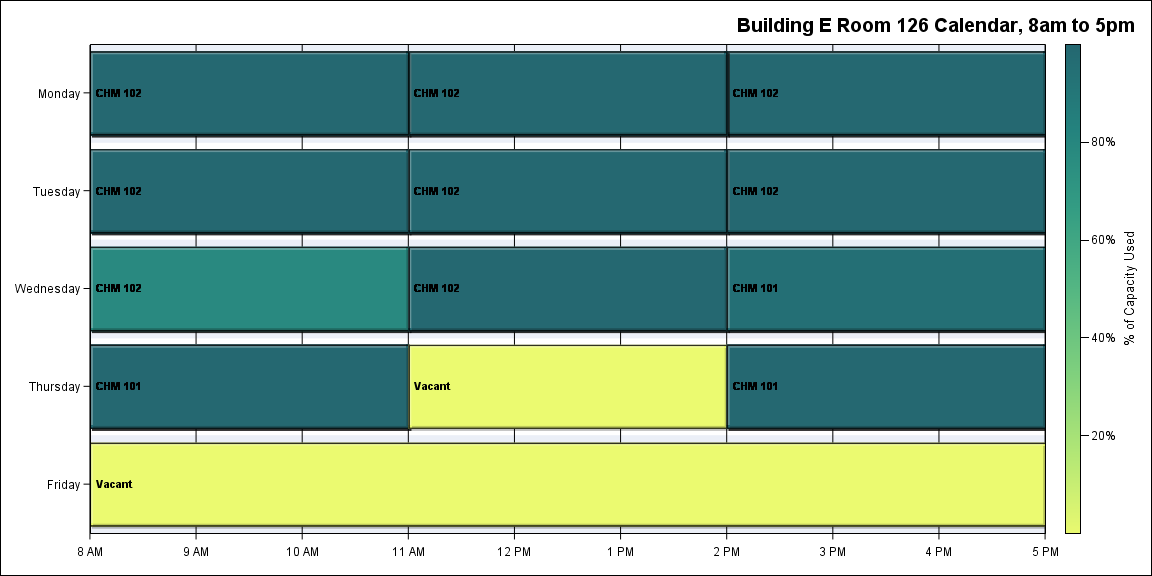 Building E Room 126 Calendar, 8am to 5pm
Monday
CHM 102
CHM 102
CHM 102
Tuesday
CHM 102
CHM 102
CHM 102
Wednesday
CHM 102
CHM 102
CHM 101
Thursday
CHM 101
Vacant
CHM 101
Friday
Vacant
8 AM
9 AM
10 AM
11 AM
12 PM
1 PM
2 PM
3 PM
4 PM
5 PM
80%
60%
40%
20%
% of Capacity Used